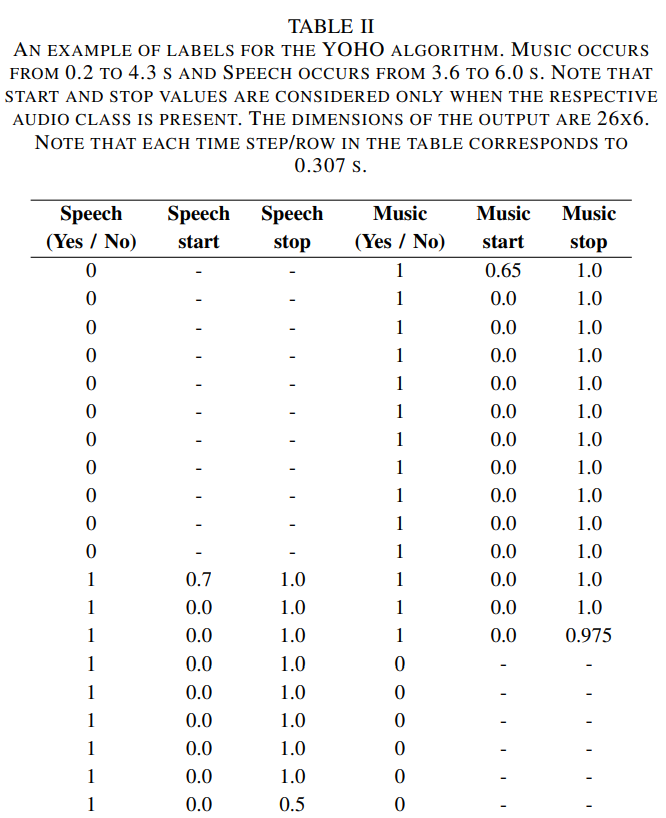 TABLE II
AN EXAMPLE OF LABELS FOR THE YOHO ALGORITHM. MUSIC OCCURS
FROM 0.2 TO 4.3 S AND SPEECH OCCURS FROM 3.6 TO 6.0 S. NOTE THAT
START AND STOP VALUES ARE CONSIDERED ONLY WHEN THE RESPECTIVE
AUDIO CLASS IS PRESENT. THE DIMENSIONS OF THE OUTPUT ARE 26X6.
NOTE THAT EACH TIME STEP/ROW IN THE TABLE CORRESPONDS TO
0.307 S.
Speech Speech Speech Music Music Music
(Yes / No) start stop (Yes / No) start stop
0 - - 1 0.65 1.0
0 - - 1 0.0 1.0
0 - - 1 0.0 1.0
0 - - 1 0.0 1.0
0 - - 1 0.0 1.0
0 - - 1 0.0 1.0
0 - - 1 0.0 1.0
0 - - 1 0.0 1.0
0 - - 1 0.0 1.0
0 - - 1 0.0 1.0
0 - - 1 0.0 1.0
1 0.7 1.0 1 0.0 1.0
1 0.0 1.0 1 0.0 1.0
1 0.0 1.0 1 0.0 0.975
1 0.0 1.0 0 - -
1 0.0 1.0 0 - -
1 0.0 1.0 0 - -
1 0.0 1.0 0 - -
1 0.0 1.0 0 - -
1 0.0 0.5 0 - -